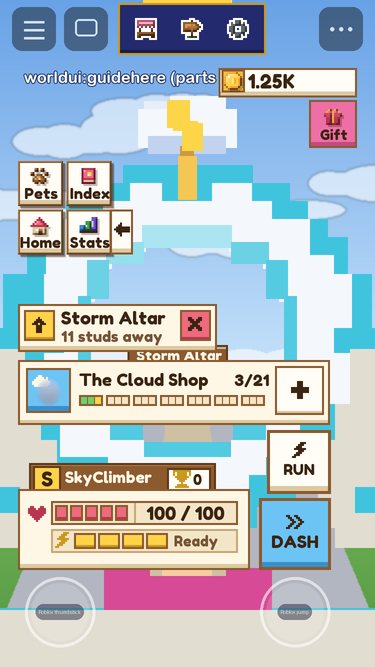 worldui:guidehere (parts
1.25K
Gift
Pets
Index
Home
Stats
Storm Altar
11 studs away
Storm Altar
The Cloud Shop
3/21
RUN
S
SkyClimber
0
100 / 100
Ready
DASH